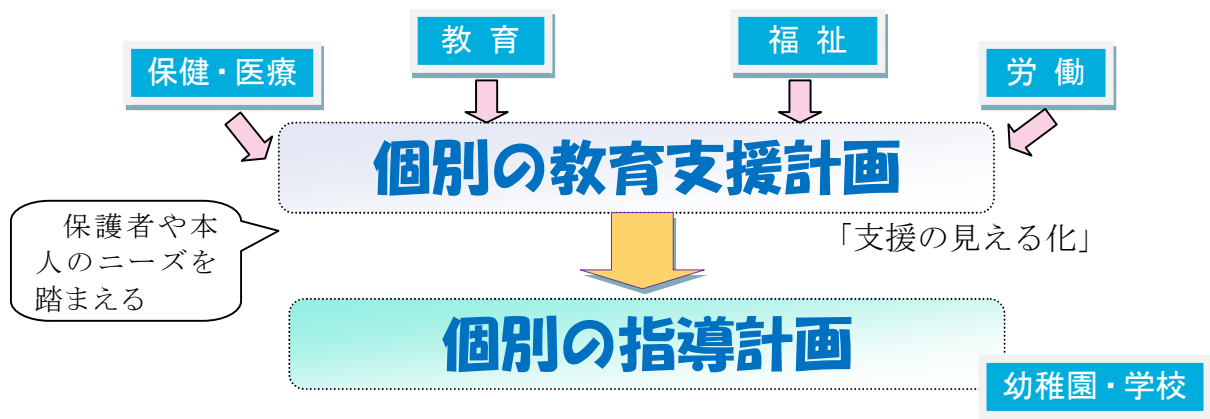 保健・医療
教育
福祉
労働
個別の教育支援計画
保護者や本
人のニーズを
踏まえる
「支援の見える化」
個別の指導計画
幼稚園・学校